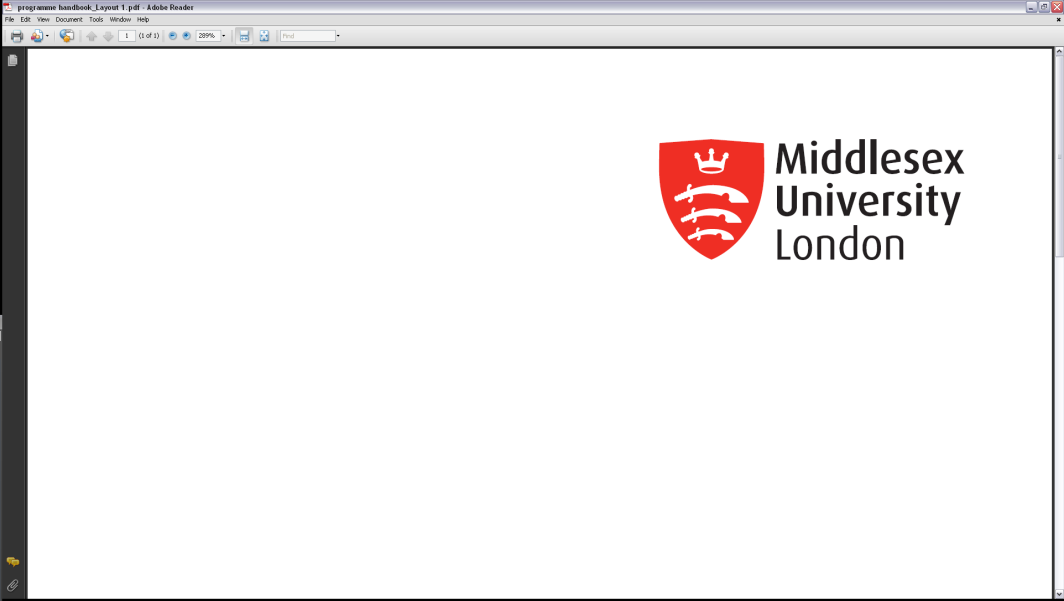 programme handbook_Layout 1.pdf - Adobe Reader
File Edit View Document Tools Window Help
1 (1 of 1) 289% Find
Middlesex
University
London